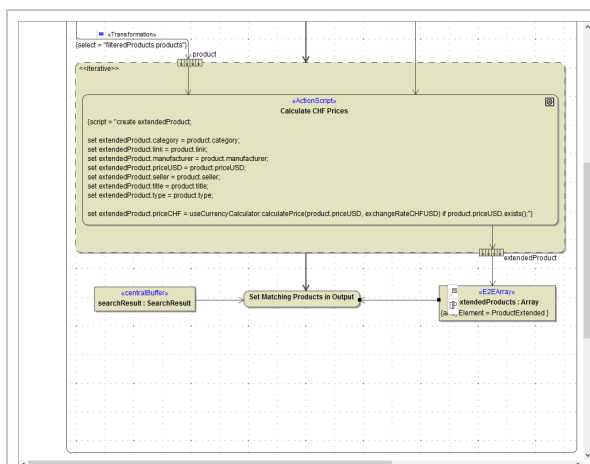 «Transformation»
{select = "filteredProducts.products"}
product
<<iterative>>
«ActionScript»
Calculate CHF Prices
{script = "create extendedProduct;
set extendedProduct.category = product.category;
set extendedProduct.link = product.link;
set extendedProduct.manufacturer = product.manufacturer;
set extendedProduct.priceUSD = product.priceUSD;
set extendedProduct.seller = product.seller;
set extendedProduct.title = product.title;
set extendedProduct.type = product.type;
set extendedProduct.priceCHF = useCurrencyCalculator.calculatePrice(product.priceUSD, exchangeRateCHFUSD) if product.priceUSD.exists();"}
extendedProduct
«centralBuffer»
searchResult : SearchResult
Set Matching Products in Output
«E2EArray»
xtendedProducts : Array
Element = ProductExtended }